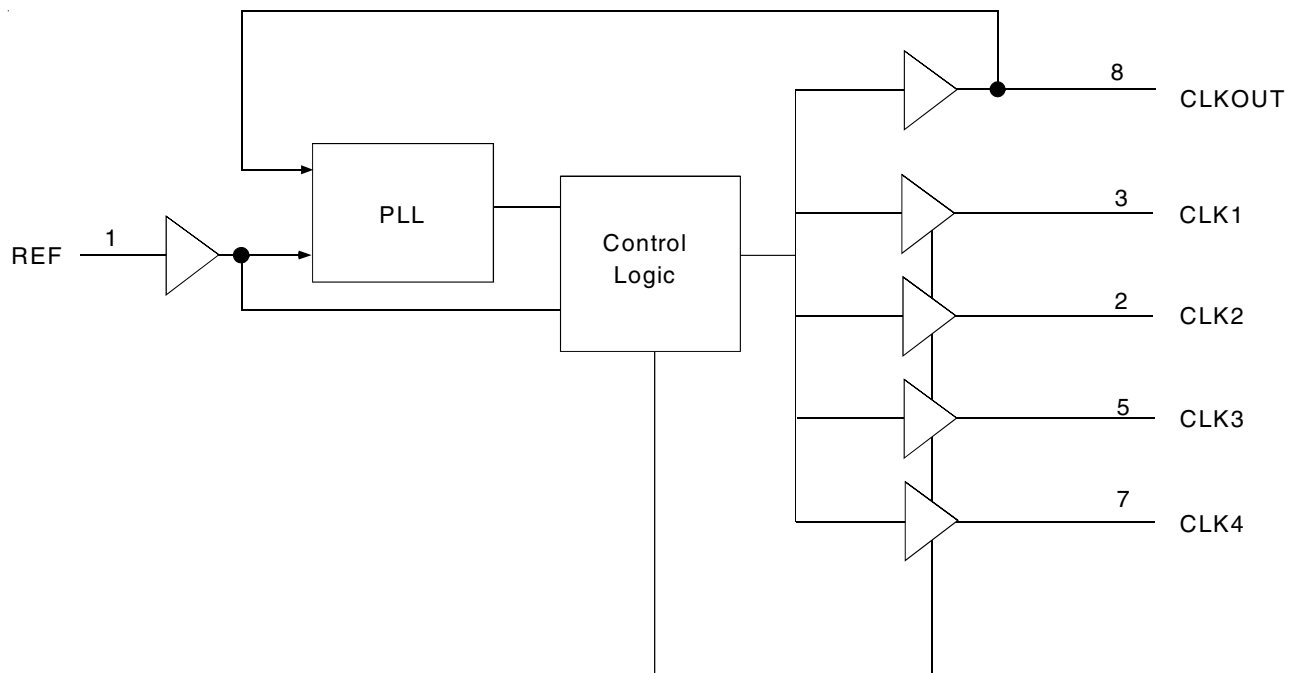 8
CLKOUT
PLL
3
CLK1
REF
1
Control
Logic
2
CLK2
5
CLK3
7
CLK4